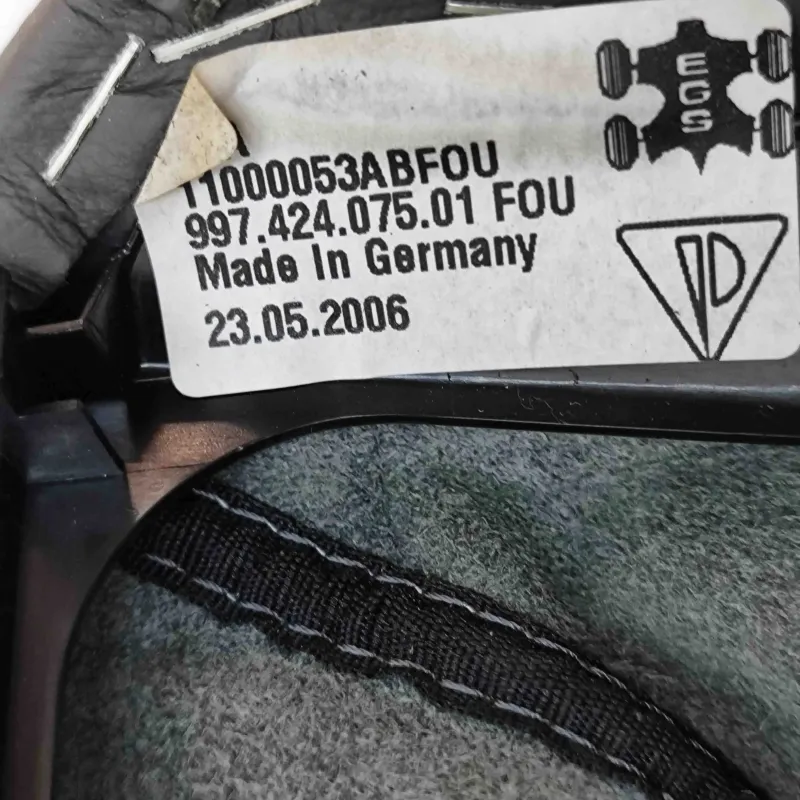 EGS
11000053ABFOU
997.424.075.01 FOU
Made In Germany
23.05.2006